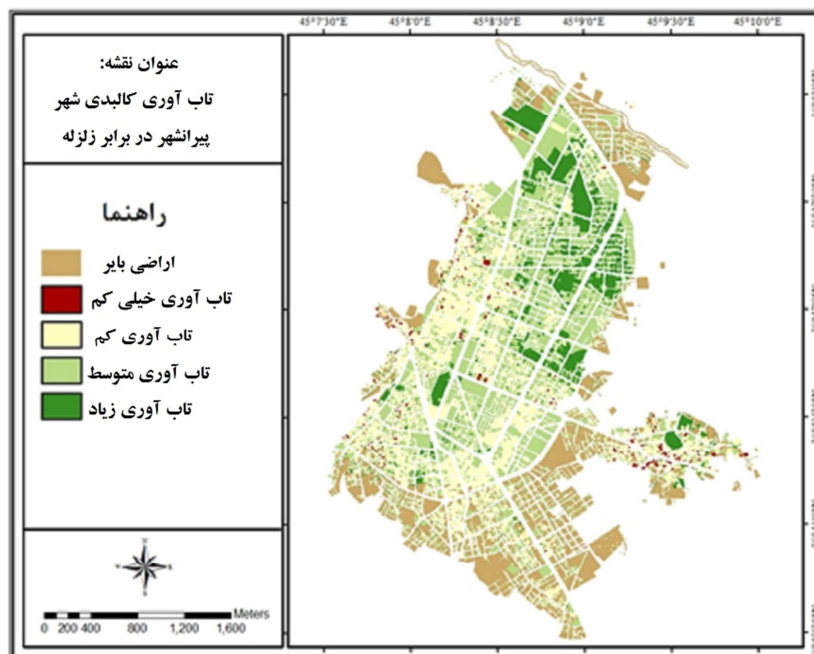 45°7'30"E 45°8'0"E 45°8'30"E 45°9'0"E 45°9'30"E 45°10'0"E
عنوان نقشه:
تاب آوری کالبدی شهر
پیرانشهر در برابر زلزله
راهنما
اراضی بایر
تاب آوری خیلی کم
تاب آوری کم
تاب آوری متوسط
تاب آوری زیاد
Meters
0 200 400 800 1,200 1,600